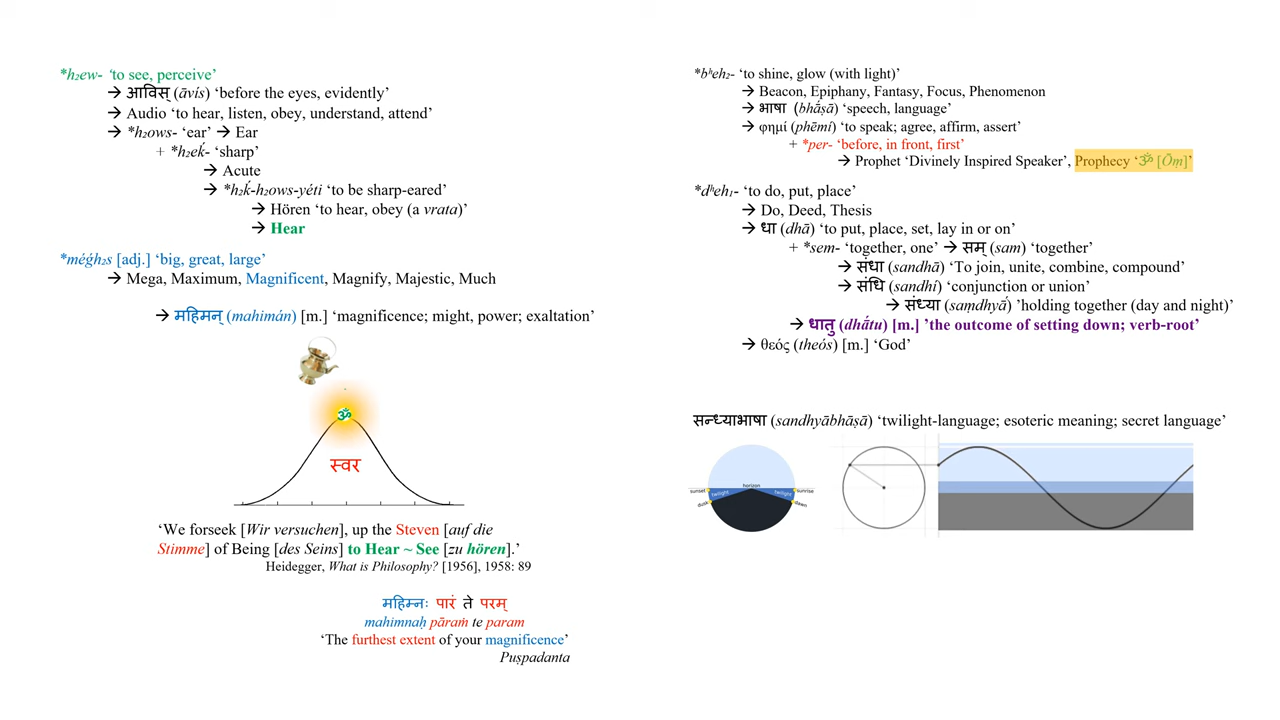 *h₂ew- ‘to see, perceive’
→ आविस् (āvís) ‘before the eyes, evidently’
→ Audio ‘to hear, listen, obey, understand, attend’
→ *h₂ows- ‘ear’ → Ear
+ *h₂eḱ- ‘sharp’
→ Acute
→ *h₂ḱ-h₂ows-yéti ‘to be sharp-eared’
→ Hören ‘to hear, obey (a vrata)’
→ Hear
*méǵh₂s [adj.] ‘big, great, large’
→ Mega, Maximum, Magnificent, Magnify, Majestic, Much
→ महिमन् (mahimán) [m.] ‘magnificence; might, power; exaltation’
ॐ
स्वर
‘We forseek [Wir versuchen], up the Steven [auf die
Stimme] of Being [des Seins] to Hear ~ See [zu hören].’
Heidegger, What is Philosophy? [1956], 1958: 89
महिम्नः पारं ते परम्
mahimnaḥ pāraṁ te param
‘The furthest extent of your magnificence’
Puṣpadanta
*bʰeh₂- ‘to shine, glow (with light)’
→ Beacon, Epiphany, Fantasy, Focus, Phenomenon
→ भाषा (bhā́ṣā) ‘speech, language’
→ φημί (phēmí) ‘to speak; agree, affirm, assert’
+ *per- ‘before, in front, first’
→ Prophet ‘Divinely Inspired Speaker’, Prophecy ‘ॐ [Ōṃ]’
*dʰeh₁- ‘to do, put, place’
→ Do, Deed, Thesis
→ धा (dhā) ‘to put, place, set, lay in or on’
+ *sem- ‘together, one’ → सम् (sam) ‘together’
→ संधा (sandhā) ‘To join, unite, combine, compound’
→ संधि (sandhí) ‘conjunction or union’
→ संध्या (saṃdhyā́) ’holding together (day and night)’
→ धातु (dhā́tu) [m.] ’the outcome of setting down; verb-root’
→ θεός (theós) [m.] ‘God’
सन्ध्याभाषा (sandhyābhāṣā) ‘twilight-language; esoteric meaning; secret language’
horizon
sunset twilight twilight sunrise
dusk dawn